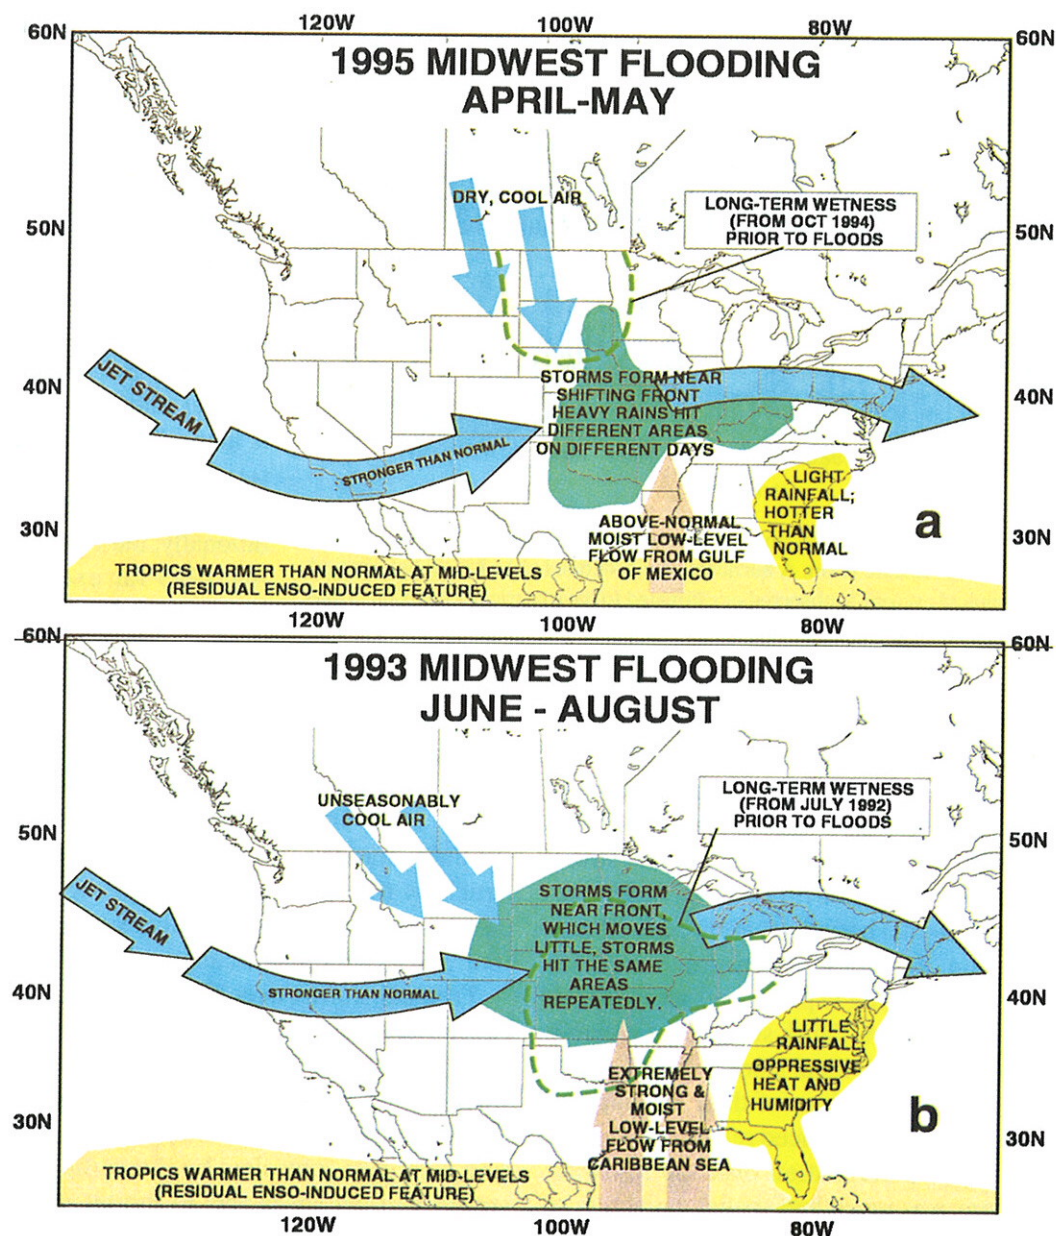 120W 100W 80W
60N 60N
1995 MIDWEST FLOODING
APRIL-MAY
DRY, COOL AIR
LONG-TERM WETNESS
(FROM OCT 1994)
PRIOR TO FLOODS
50N 50N
JET STREAM
40N 40N
STRONGER THAN NORMAL
STORMS FORM NEAR
SHIFTING FRONT
HEAVY RAINS HIT
DIFFERENT AREAS
ON DIFFERENT DAYS
LIGHT
RAINFALL;
HOTTER
THAN
NORMAL
a
30N 30N
ABOVE-NORMAL
MOIST LOW-LEVEL
FLOW FROM GULF
OF MEXICO
TROPICS WARMER THAN NORMAL AT MID-LEVELS
(RESIDUAL ENSO-INDUCED FEATURE)
120W 100W 80W
60N 60N
1993 MIDWEST FLOODING
JUNE - AUGUST
UNSEASONABLY
COOL AIR
LONG-TERM WETNESS
(FROM JULY 1992)
PRIOR TO FLOODS
50N 50N
JET STREAM
STRONGER THAN NORMAL
STORMS FORM
NEAR FRONT
WHICH MOVES
LITTLE, STORMS
HIT THE SAME
AREAS
REPEATEDLY.
40N 40N
LITTLE
RAINFALL;
OPPRESSIVE
HEAT AND
HUMIDITY
b
EXTREMELY
STRONG &
MOIST
LOW-LEVEL
FLOW FROM
CARIBBEAN SEA
30N 30N
TROPICS WARMER THAN NORMAL AT MID-LEVELS
(RESIDUAL ENSO-INDUCED FEATURE)
120W 100W 80W